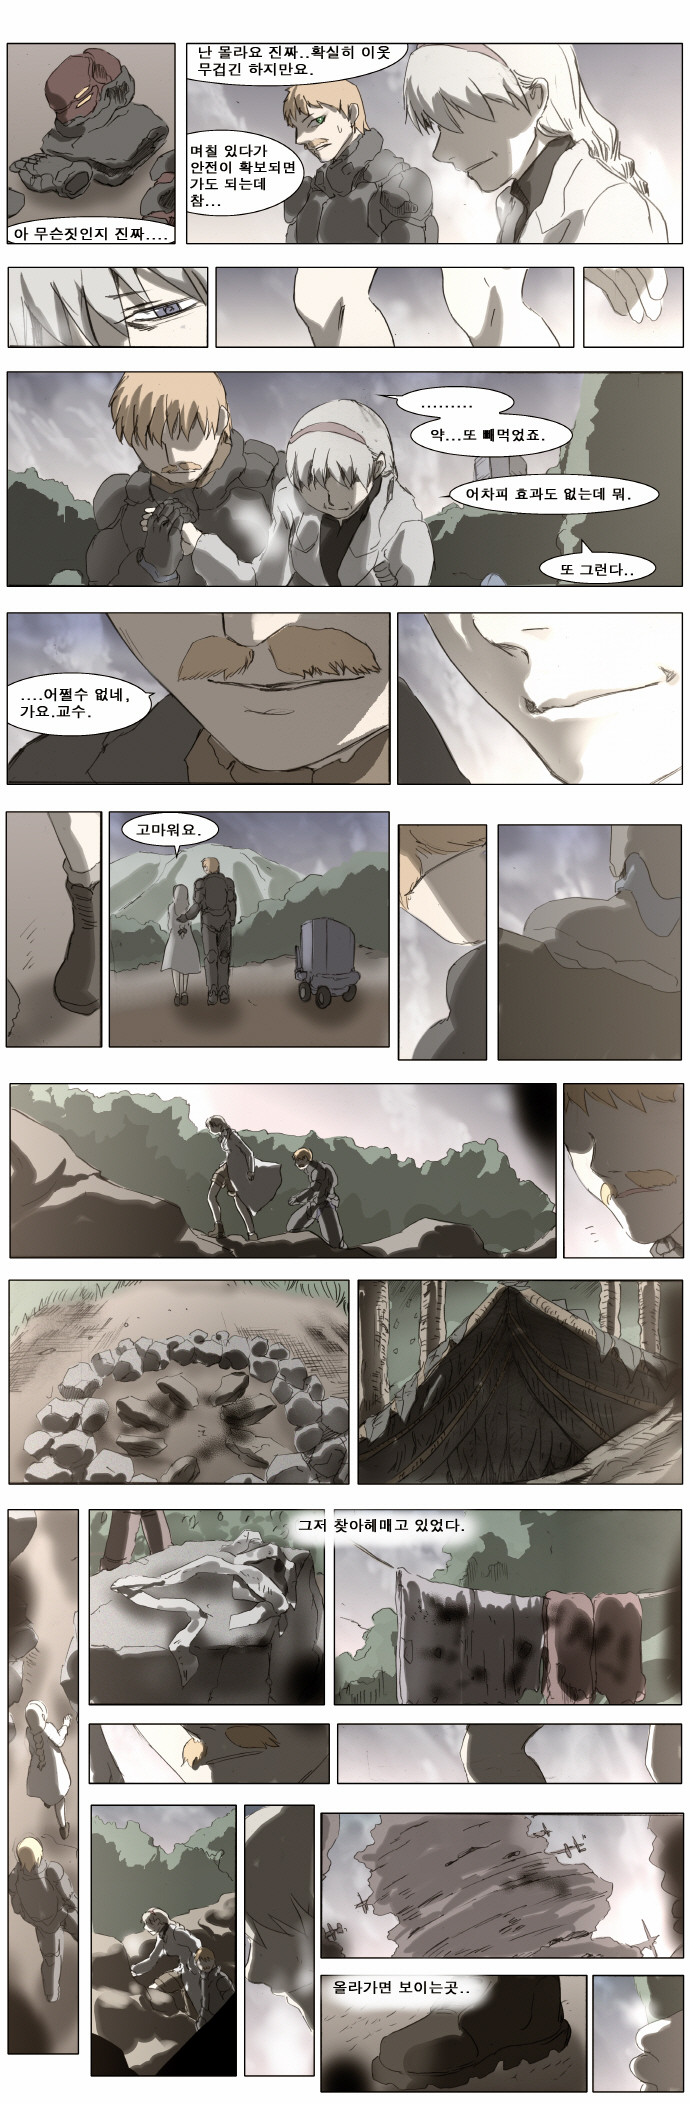 난 몰라요 진짜..확실히 이옷
무겁긴 하지만요.
며칠 있다가
안전이 확보되면
가도 되는데
참...
아 무슨짓인지 진짜....
.........
약...또 빼먹었죠.
어차피 효과도 없는데 뭐.
또 그런다..
....어쩔수 없네,
가요.교수.
고마워요.
그저 찾아헤매고 있었다.
올라가면 보이는곳..